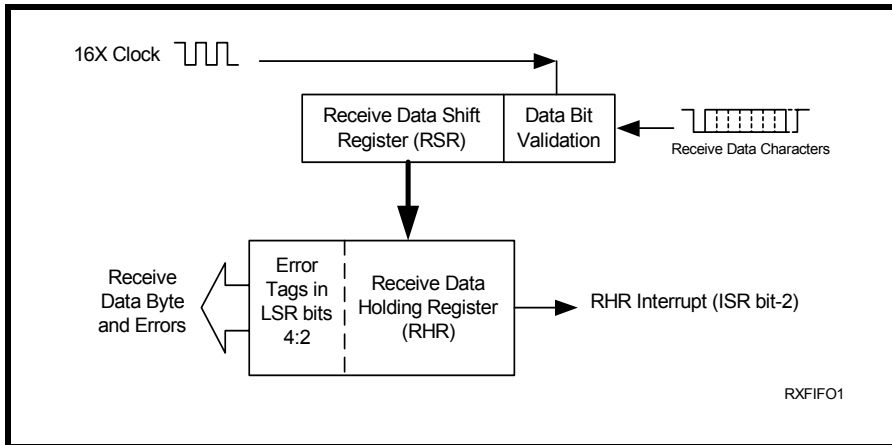 16X Clock
Receive Data Shift
Register (RSR)
Data Bit
Validation
Receive Data Characters
Receive
Data Byte
and Errors
Error
Tags in
LSR bits
4:2
Receive Data
Holding Register
(RHR)
RHR Interrupt (ISR bit-2)
RXFIFO1